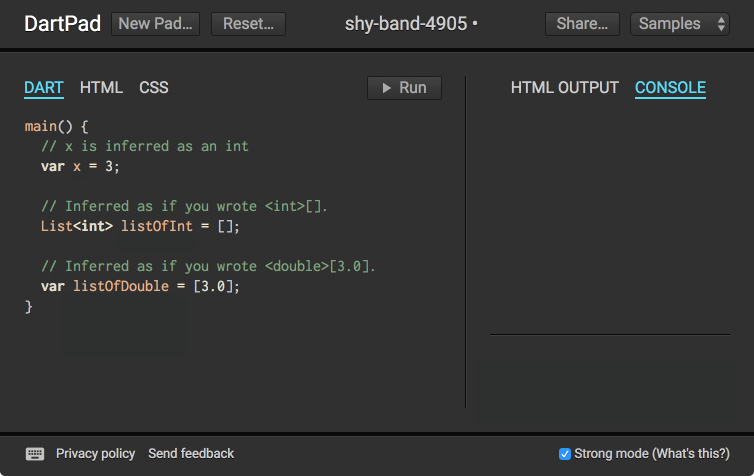 DartPad New Pad... Reset... shy-band-4905 • Share... Samples
DART HTML CSS Run HTML OUTPUT CONSOLE
main() {
  // x is inferred as an int
  var x = 3;

  // Inferred as if you wrote <int>[].
  List<int> listOfInt = [];

  // Inferred as if you wrote <double>[3.0].
  var listOfDouble = [3.0];
}
Privacy policy Send feedback Strong mode (What's this?)